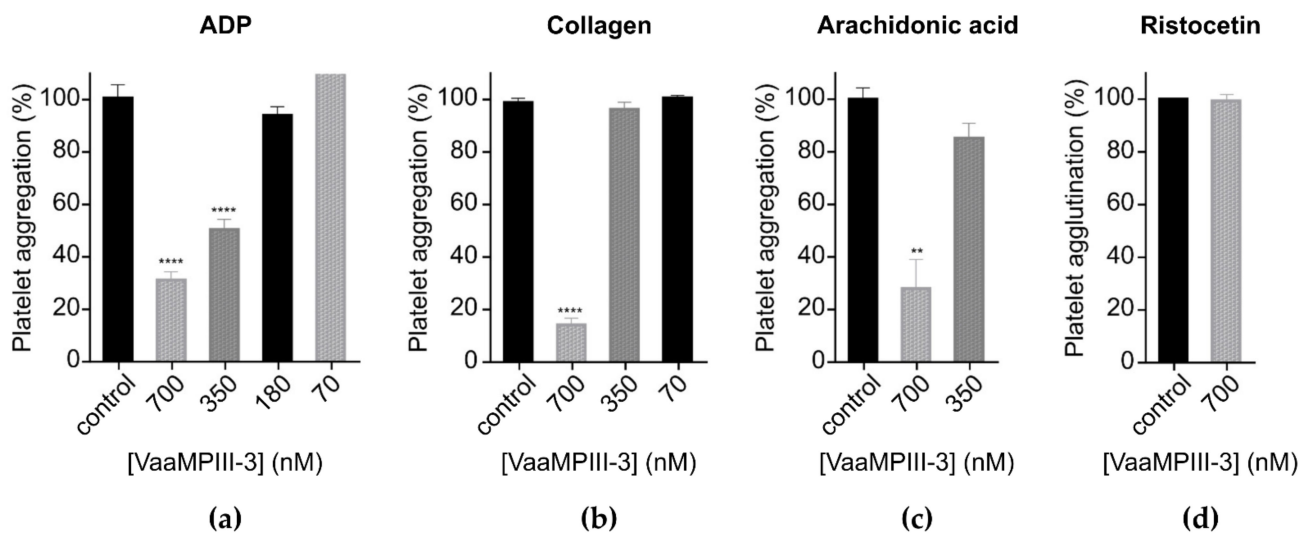 ADP
Collagen
Arachidonic acid
Ristocetin
Platelet aggregation (%)
100
80
60
40
20
0
****
****
control
700
350
180
70
[VaaMPIII-3] (nM)
(a)
Platelet aggregation (%)
100
80
60
40
20
0
****
control
700
350
70
[VaaMPIII-3] (nM)
(b)
Platelet aggregation (%)
100
80
60
40
20
0
**
control
700
350
[VaaMPIII-3] (nM)
(c)
Platelet agglutination (%)
100
80
60
40
20
0
control
700
[VaaMPIII-3] (nM)
(d)